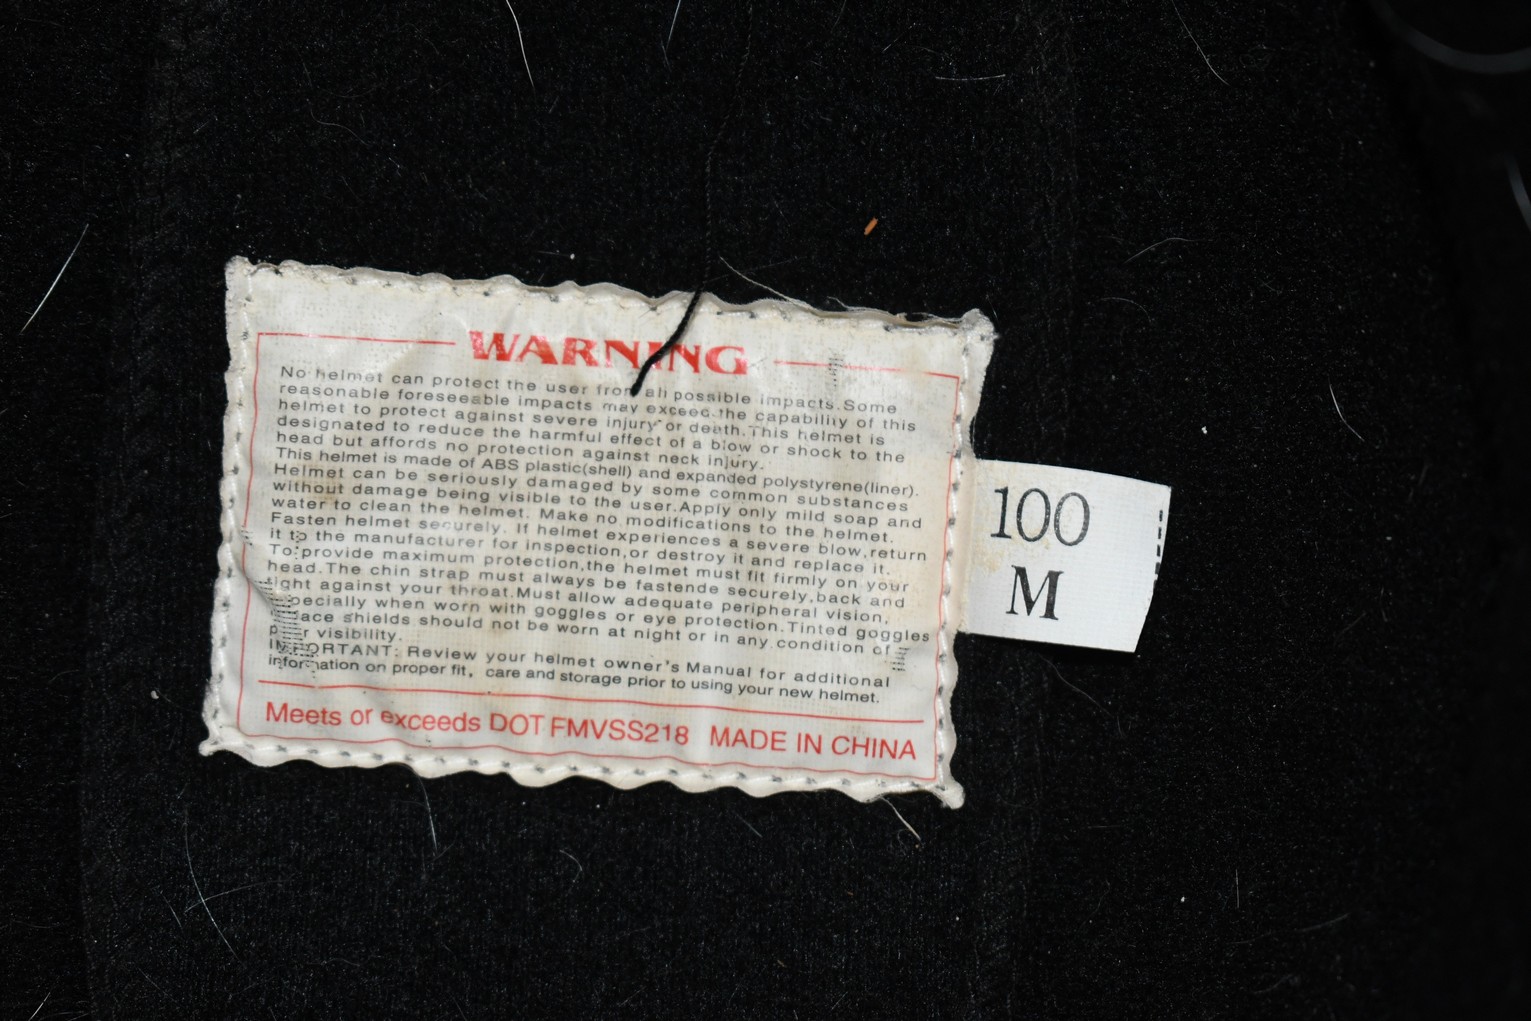 WARNING
No helmet can protect the user from all possible impacts.Some
reasonable foreseeable impacts may exceed the capability of this
helmet to protect against severe injury or death.This helmet is
designated to reduce the harmful effect of a blow or shock to the
head but affords no protection against neck injury.
This helmet is made of ABS plastic(shell) and expanded polystyrene(liner).
Helmet can be seriously damaged by some common substances
without damage being visible to the user.Apply only mild soap and
water to clean the helmet. Make no modifications to the helmet.
Fasten helmet securely. If helmet experiences a severe blow,return
it to the manufacturer for inspection,or destroy it and replace it.
To provide maximum protection,the helmet must fit firmly on your
head.The chin strap must always be fastende securely,back and
tight against your throat.Must allow adequate peripheral vision,
especially when worn with goggles or eye protection.Tinted goggles
face shields should not be worn at night or in any condition of
poor visibility.
IMPORTANT: Review your helmet owner's Manual for additional
information on proper fit, care and storage prior to using your new helmet.
Meets or exceeds DOT FMVSS218 MADE IN CHINA
100
M